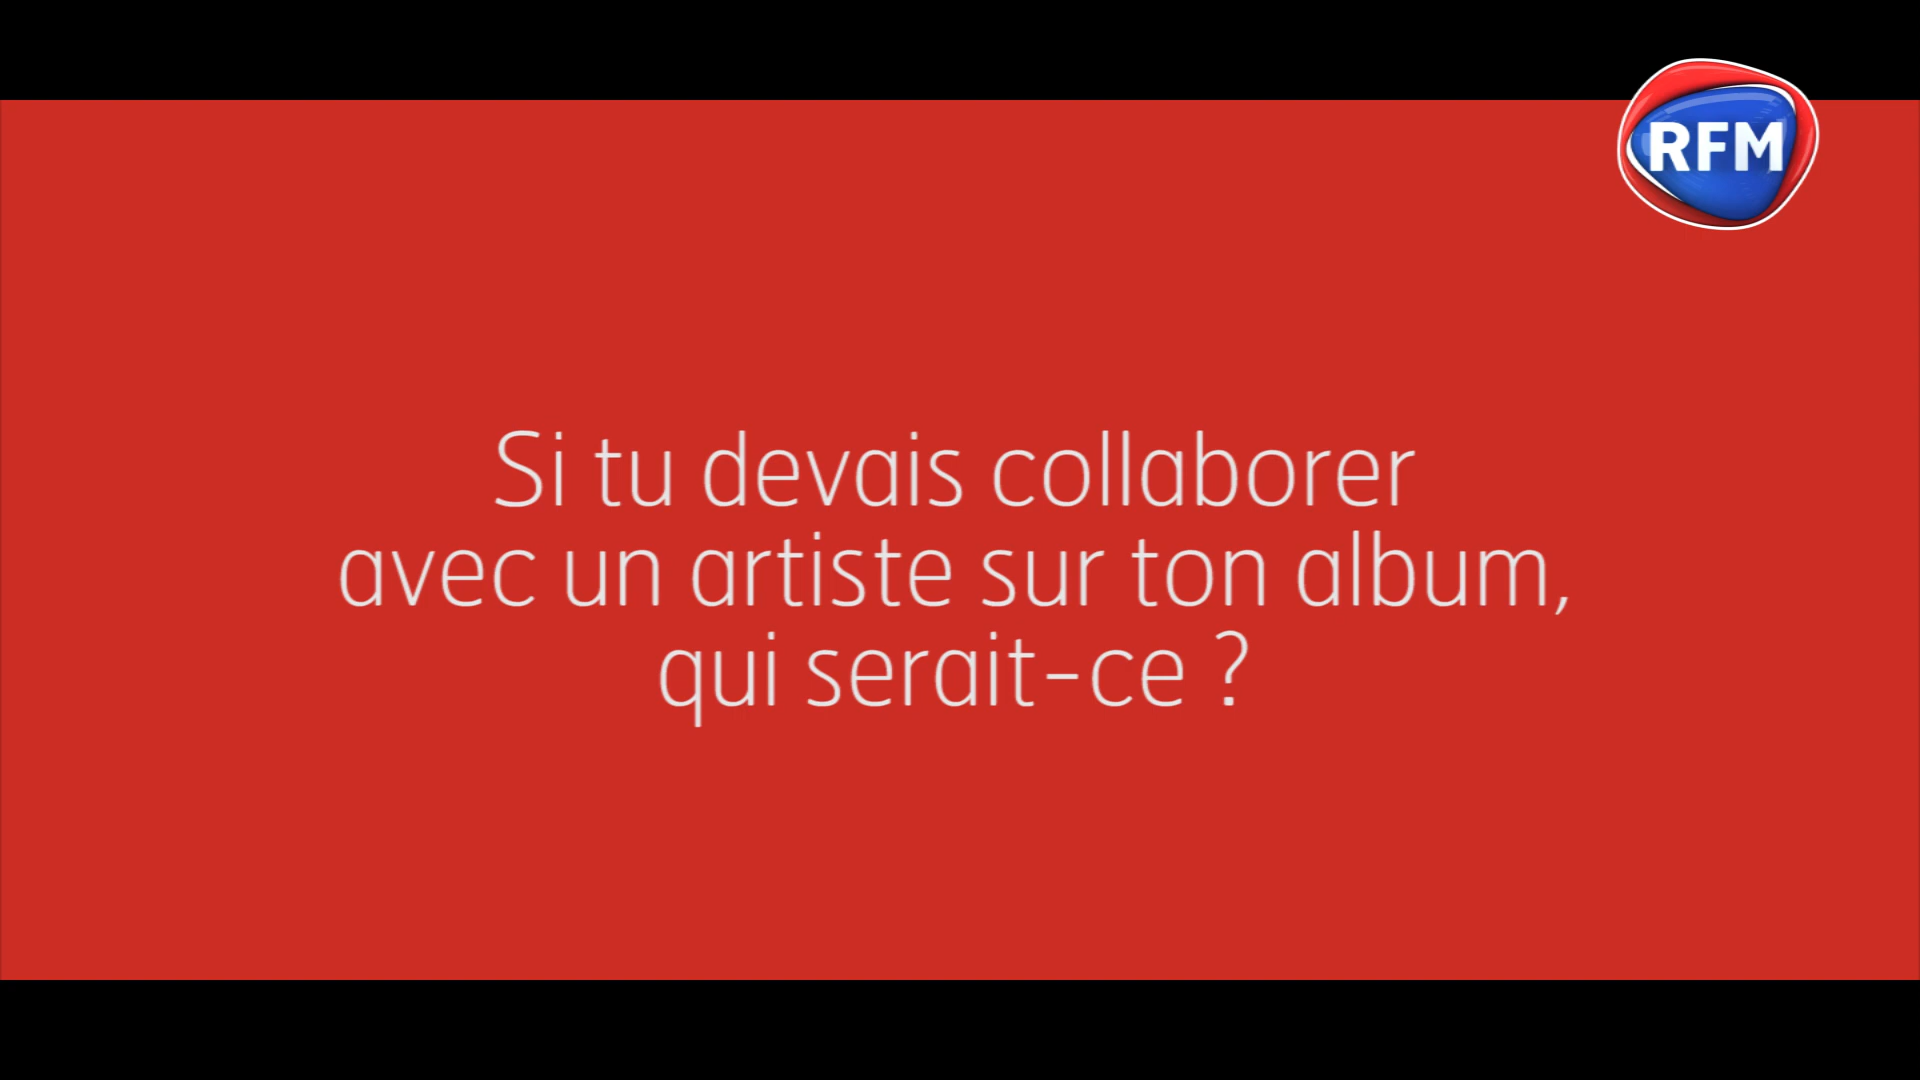 RFM
Si tu devais collaborer
avec un artiste sur ton album,
qui serait-ce ?